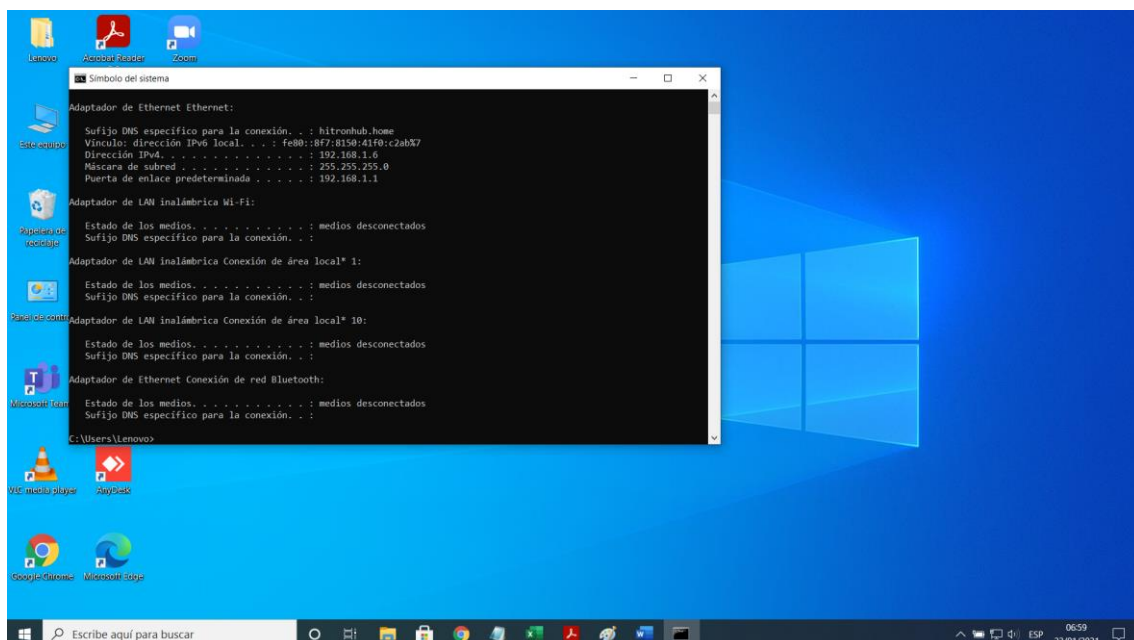 Lenovo
Acrobat Reader
Zoom
Símbolo del sistema
Adaptador de Ethernet Ethernet:
Sufijo DNS específico para la conexión. . : hitronhub.home
Vínculo: dirección IPv6 local. . . : fe80::8f7:8150:41f0:c2ab%7
Dirección IPv4. . . . . . . . . . . . . . : 192.168.1.6
Máscara de subred . . . . . . . . . . . . : 255.255.255.0
Puerta de enlace predeterminada . . . . . : 192.168.1.1
Adaptador de LAN inalámbrica Wi-Fi:
Estado de los medios. . . . . . . . . . . : medios desconectados
Sufijo DNS específico para la conexión. . :
Adaptador de LAN inalámbrica Conexión de área local* 1:
Estado de los medios. . . . . . . . . . . : medios desconectados
Sufijo DNS específico para la conexión. . :
Adaptador de LAN inalámbrica Conexión de área local* 10:
Estado de los medios. . . . . . . . . . . : medios desconectados
Sufijo DNS específico para la conexión. . :
Adaptador de Ethernet Conexión de red Bluetooth:
Estado de los medios. . . . . . . . . . . : medios desconectados
Sufijo DNS específico para la conexión. . :
C:\Users\Lenovo>
Este equipo
Papelera de
reciclaje
Panel de contr
Microsoft Team
VLC media player
AnyDesk
Google Chrome
Microsoft Edge
Escribe aquí para buscar
ESP
06:59